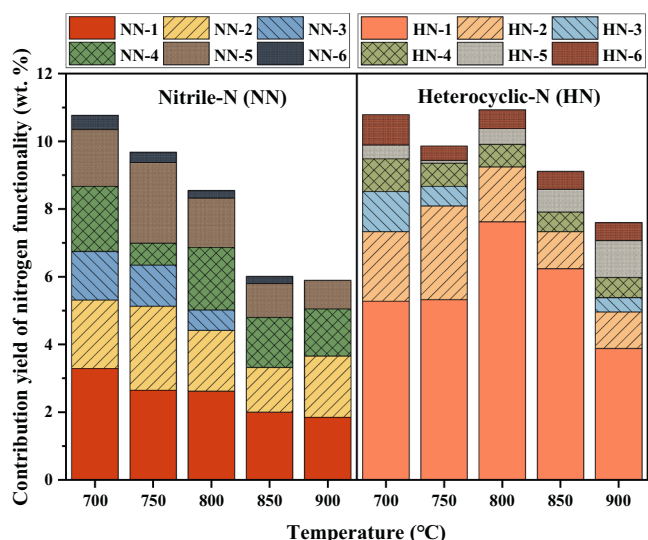 NN-1 NN-2 NN-3 HN-1 HN-2 HN-3
NN-4 NN-5 NN-6 HN-4 HN-5 HN-6
Contribution yield of nitrogen functionality (wt. %)
12
10
8
6
4
2
0
Nitrile-N (NN) Heterocyclic-N (HN)
700 750 800 850 900 700 750 800 850 900
Temperature (°C)